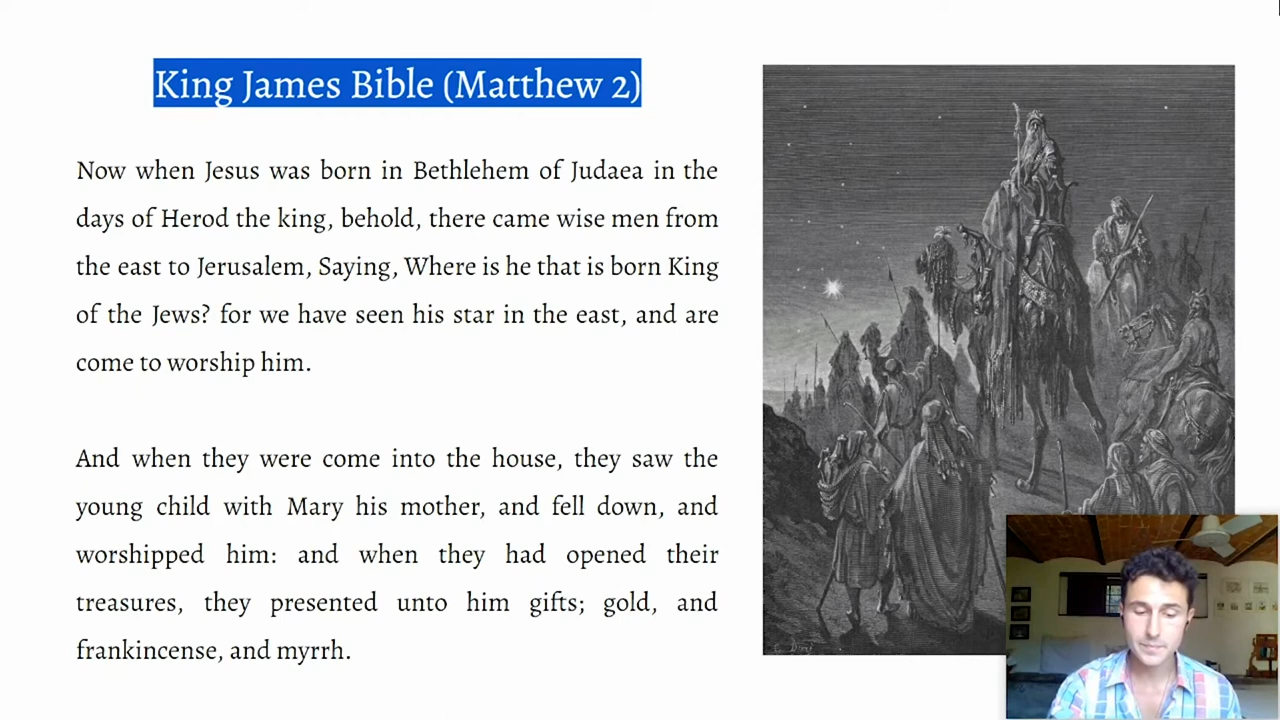 King James Bible (Matthew 2)
Now when Jesus was born in Bethlehem of Judaea in the
days of Herod the king, behold, there came wise men from
the east to Jerusalem, Saying, Where is he that is born King
of the Jews? for we have seen his star in the east, and are
come to worship him.
And when they were come into the house, they saw the
young child with Mary his mother, and fell down, and
worshipped him: and when they had opened their
treasures, they presented unto him gifts; gold, and
frankincense, and myrrh.